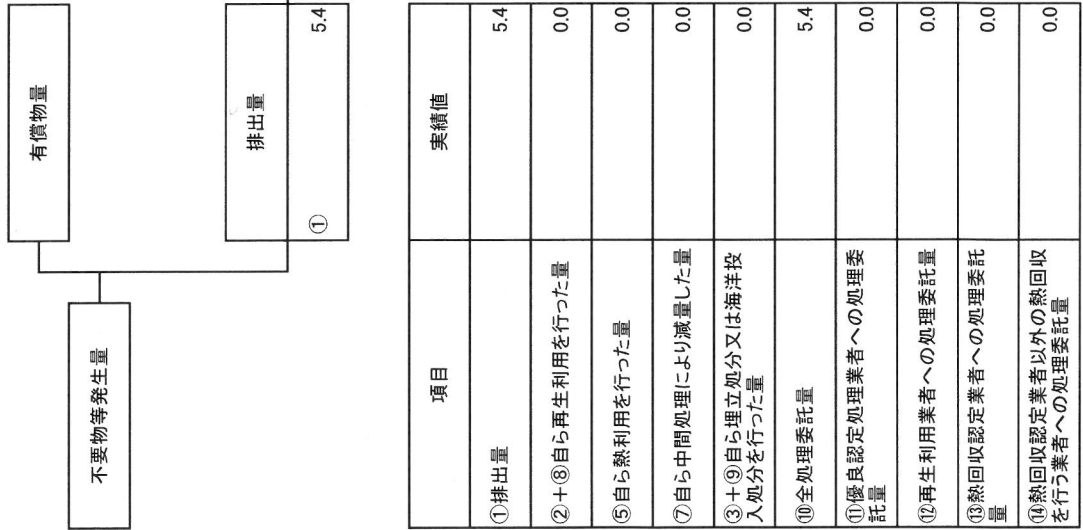 不要物等発生量
有償物量
排出量
① 5.4
項目 実績値
①排出量 5.4
②＋⑧自ら再生利用を行った量 0.0
⑤自ら熱利用を行った量 0.0
⑦自ら中間処理により減量した量 0.0
③＋⑨自ら埋立処分又は海洋投
入処分を行った量 0.0
⑩全処理委託量 5.4
⑪優良認定処理業者への処理委
託量 0.0
⑫再生利用業者への処理委託量 0.0
⑬熱回収認定業者への処理委託
量 0.0
⑭熱回収認定業者以外の熱回収
を行う業者への処理委託量 0.0